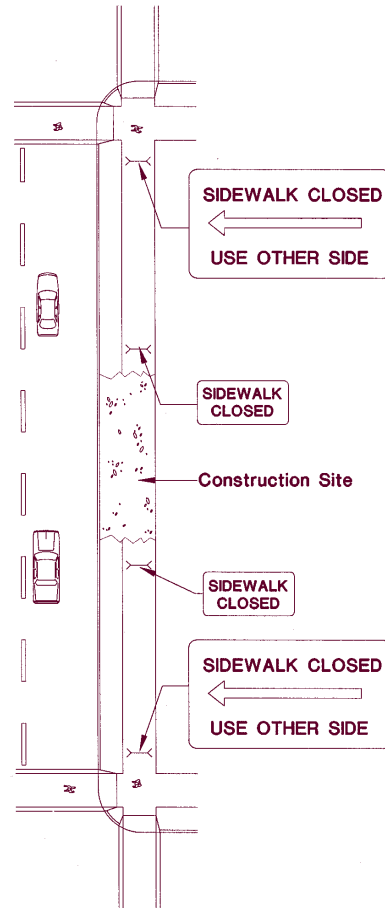 SIDEWALK CLOSED
USE OTHER SIDE
SIDEWALK
CLOSED
Construction Site
SIDEWALK
CLOSED
SIDEWALK CLOSED
USE OTHER SIDE